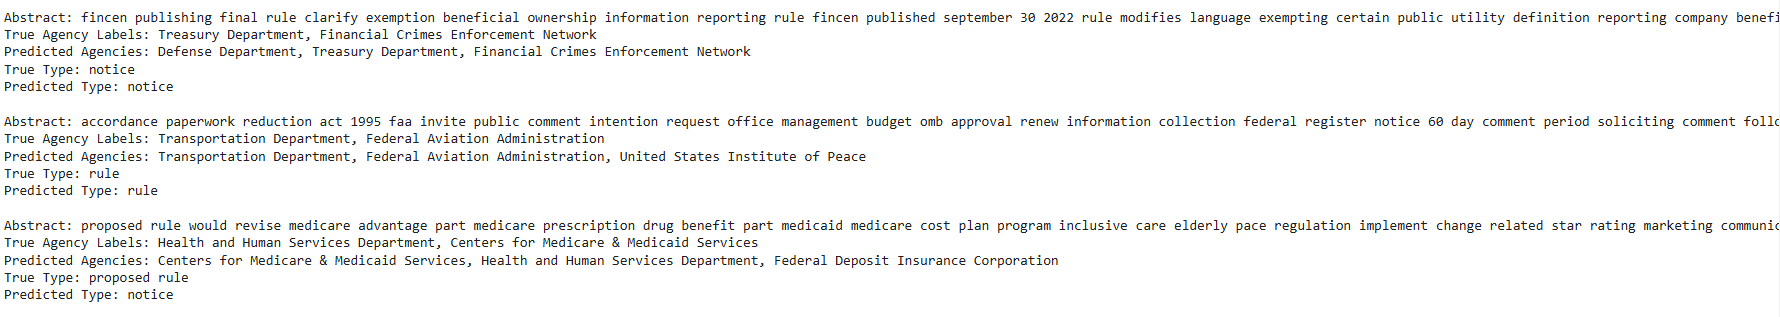 Abstract: fincen publishing final rule clarify exemption beneficial ownership information reporting rule fincen published september 30 2022 rule modifies language exempting certain public utility definition reporting company benefi
True Agency Labels: Treasury Department, Financial Crimes Enforcement Network
Predicted Agencies: Defense Department, Treasury Department, Financial Crimes Enforcement Network
True Type: notice
Predicted Type: notice
Abstract: accordance paperwork reduction act 1995 faa invite public comment intention request office management budget omb approval renew information collection federal register notice 60 day comment period soliciting comment follo
True Agency Labels: Transportation Department, Federal Aviation Administration
Predicted Agencies: Transportation Department, Federal Aviation Administration, United States Institute of Peace
True Type: rule
Predicted Type: rule
Abstract: proposed rule would revise medicare advantage part medicare prescription drug benefit part medicaid medicare cost plan program inclusive care elderly pace regulation implement change related star rating marketing communic
True Agency Labels: Health and Human Services Department, Centers for Medicare & Medicaid Services
Predicted Agencies: Centers for Medicare & Medicaid Services, Health and Human Services Department, Federal Deposit Insurance Corporation
True Type: proposed rule
Predicted Type: notice